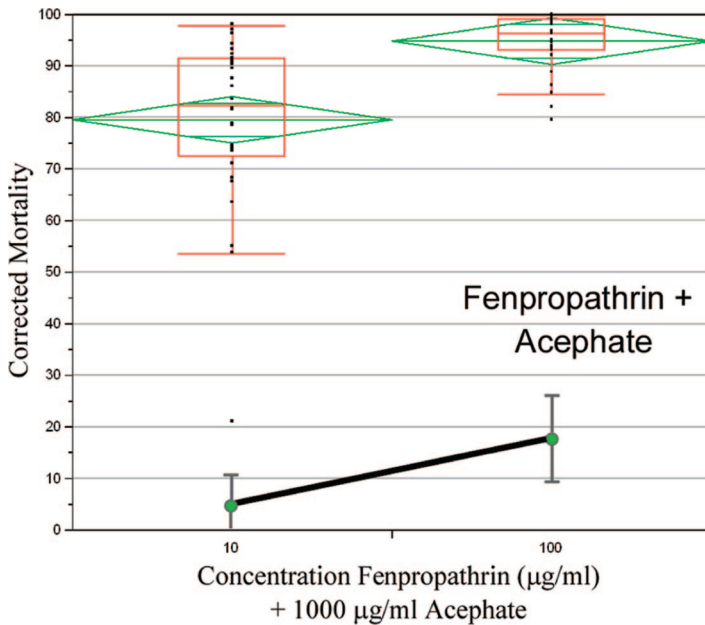 Corrected Mortality
100
90
80
70
60
50
40
30
20
10
0
Fenpropathrin +
Acephate
10
100
Concentration Fenpropathrin (µg/ml)
+ 1000 µg/ml Acephate